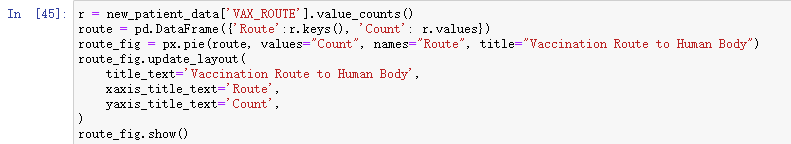 In [45]: r = new_patient_data['VAX_ROUTE'].value_counts()
route = pd.DataFrame({'Route':r.keys(), 'Count': r.values})
route_fig = px.pie(route, values="Count", names="Route", title="Vaccination Route to Human Body")
route_fig.update_layout(
    title_text='Vaccination Route to Human Body',
    xaxis_title_text='Route',
    yaxis_title_text='Count',
)
route_fig.show()